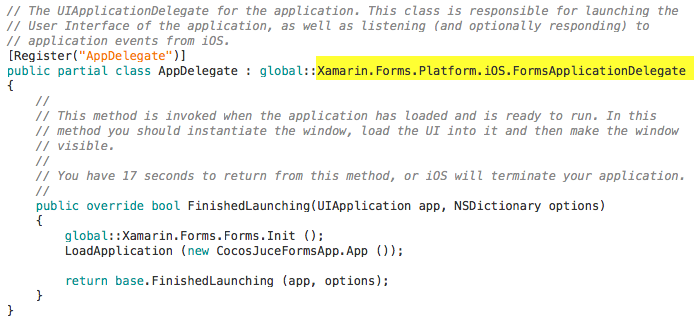 // The UIApplicationDelegate for the application. This class is responsible for launching the
// User Interface of the application, as well as listening (and optionally responding) to
// application events from iOS.
[Register("AppDelegate")]
public partial class AppDelegate : global::Xamarin.Forms.Platform.iOS.FormsApplicationDelegate
{
    //
    // This method is invoked when the application has loaded and is ready to run. In this
    // method you should instantiate the window, load the UI into it and then make the window
    // visible.
    //
    // You have 17 seconds to return from this method, or iOS will terminate your application.
    //
    public override bool FinishedLaunching(UIApplication app, NSDictionary options)
    {
        global::Xamarin.Forms.Forms.Init ();
        LoadApplication (new CocosJuceFormsApp.App ());

        return base.FinishedLaunching (app, options);
    }
}